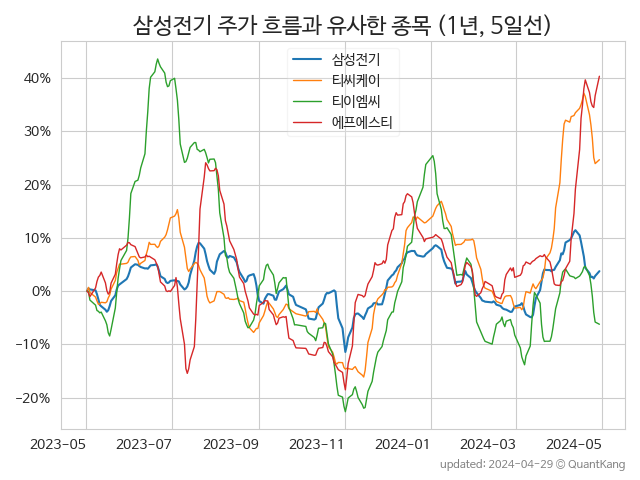 삼성전기 주가 흐름과 유사한 종목 (1년, 5일선)
삼성전기
티씨케이
티이엠씨
에프에스티
40%
30%
20%
10%
0%
−10%
−20%
2023-05 2023-07 2023-09 2023-11 2024-01 2024-03 2024-05
updated: 2024-04-29 © QuantKang